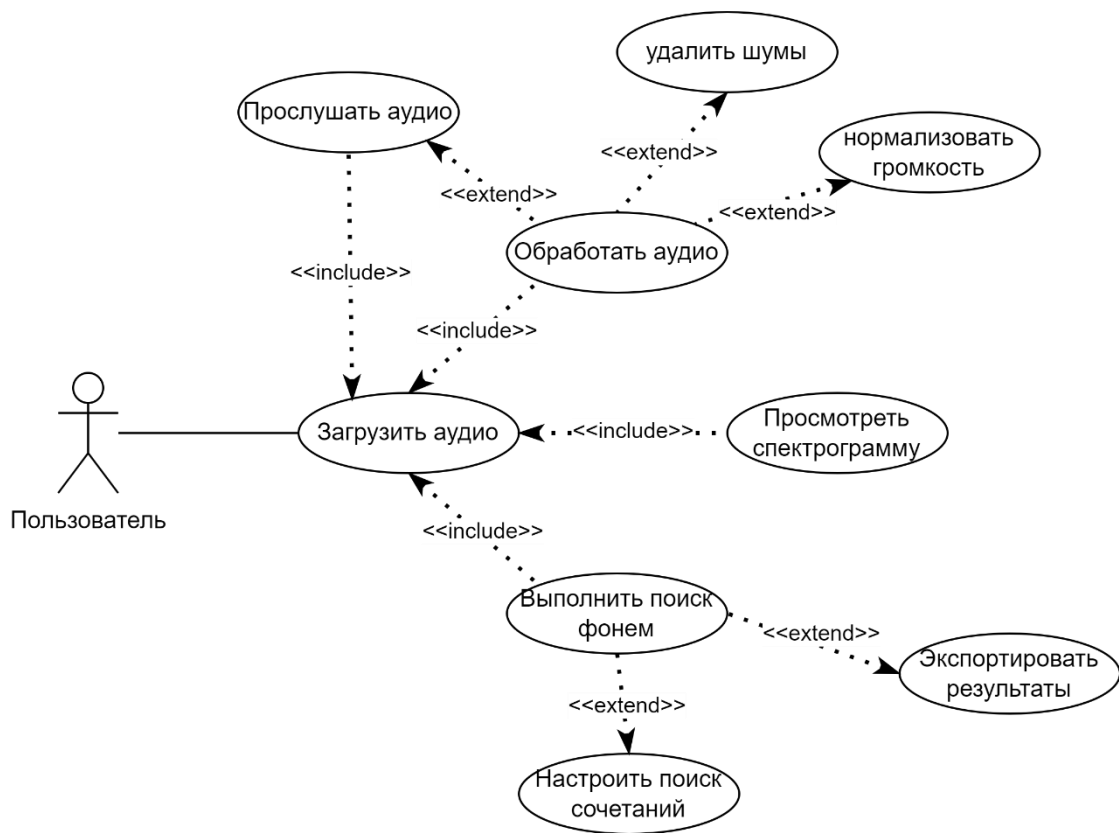 удалить шумы
Прослушать аудио
нормализовать
громкость
<<extend>>
<<extend>>
<<extend>>
Обработать аудио
<<include>>
<<include>>
Загрузить аудио
<<include>>
Просмотреть
спектрограмму
Пользователь
<<include>>
Выполнить поиск
фонем
<<extend>>
Экспортировать
результаты
<<extend>>
Настроить поиск
сочетаний